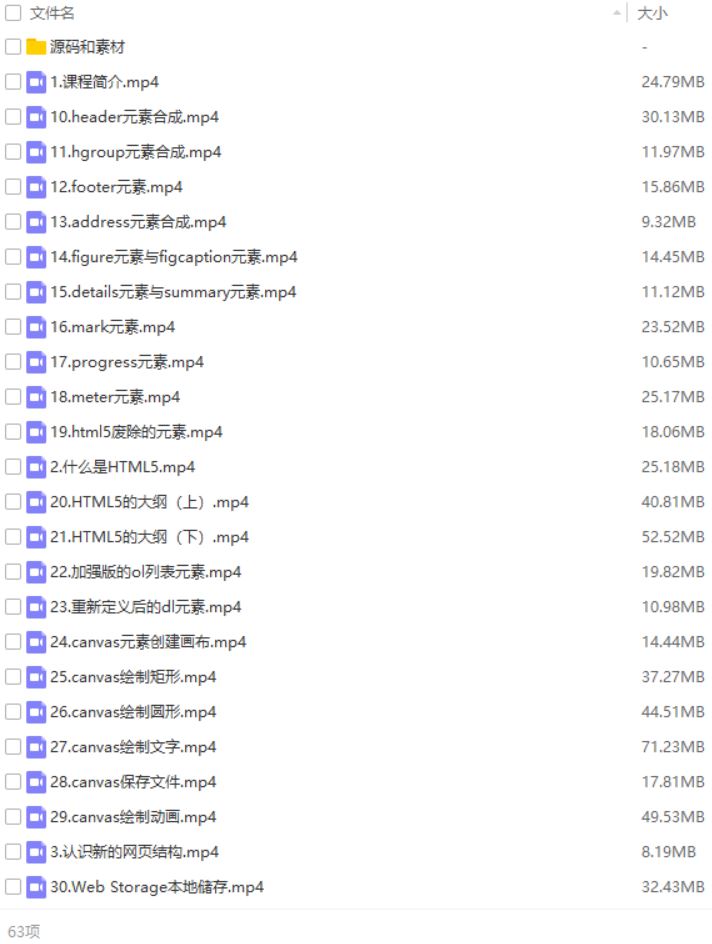 文件名 大小
源码和素材 -
1.课程简介.mp4 24.79MB
10.header元素合成.mp4 30.13MB
11.hgroup元素合成.mp4 11.97MB
12.footer元素.mp4 15.86MB
13.address元素合成.mp4 9.32MB
14.figure元素与figcaption元素.mp4 14.45MB
15.details元素与summary元素.mp4 11.12MB
16.mark元素.mp4 23.52MB
17.progress元素.mp4 10.65MB
18.meter元素.mp4 25.17MB
19.html5废除的元素.mp4 18.06MB
2.什么是HTML5.mp4 25.18MB
20.HTML5的大纲（上）.mp4 40.81MB
21.HTML5的大纲（下）.mp4 52.52MB
22.加强版的ol列表元素.mp4 19.82MB
23.重新定义后的dl元素.mp4 10.98MB
24.canvas元素创建画布.mp4 14.44MB
25.canvas绘制矩形.mp4 37.27MB
26.canvas绘制圆形.mp4 44.51MB
27.canvas绘制文字.mp4 71.23MB
28.canvas保存文件.mp4 17.81MB
29.canvas绘制动画.mp4 49.53MB
3.认识新的网页结构.mp4 8.19MB
30.Web Storage本地储存.mp4 32.43MB
63项